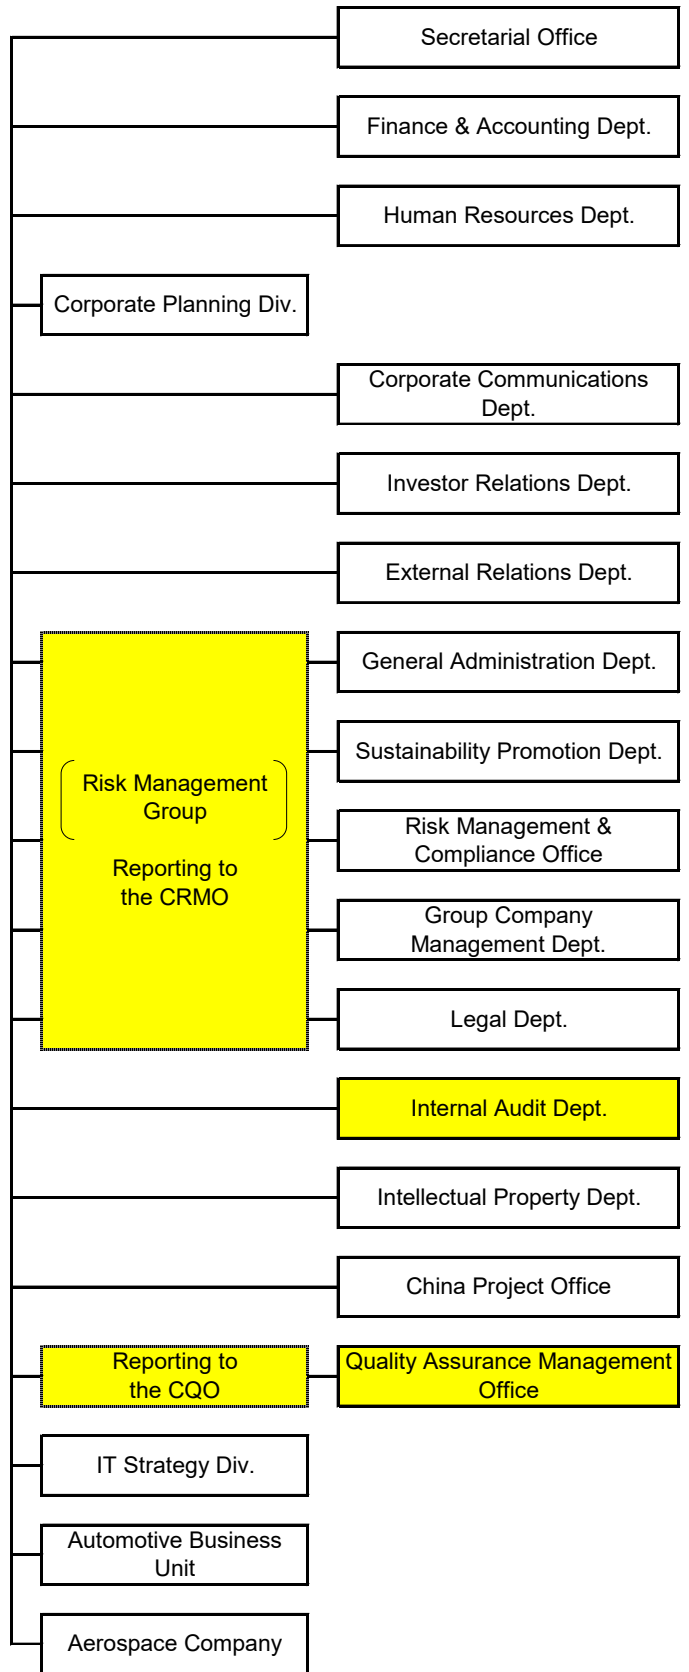 Secretarial Office
Finance & Accounting Dept.
Human Resources Dept.
Corporate Planning Div.
Corporate Communications
Dept.
Investor Relations Dept.
External Relations Dept.
General Administration Dept.
Sustainability Promotion Dept.
Risk Management
Group
Reporting to
the CRMO
Risk Management &
Compliance Office
Group Company
Management Dept.
Legal Dept.
Internal Audit Dept.
Intellectual Property Dept.
China Project Office
Reporting to
the CQO
Quality Assurance Management
Office
IT Strategy Div.
Automotive Business
Unit
Aerospace Company